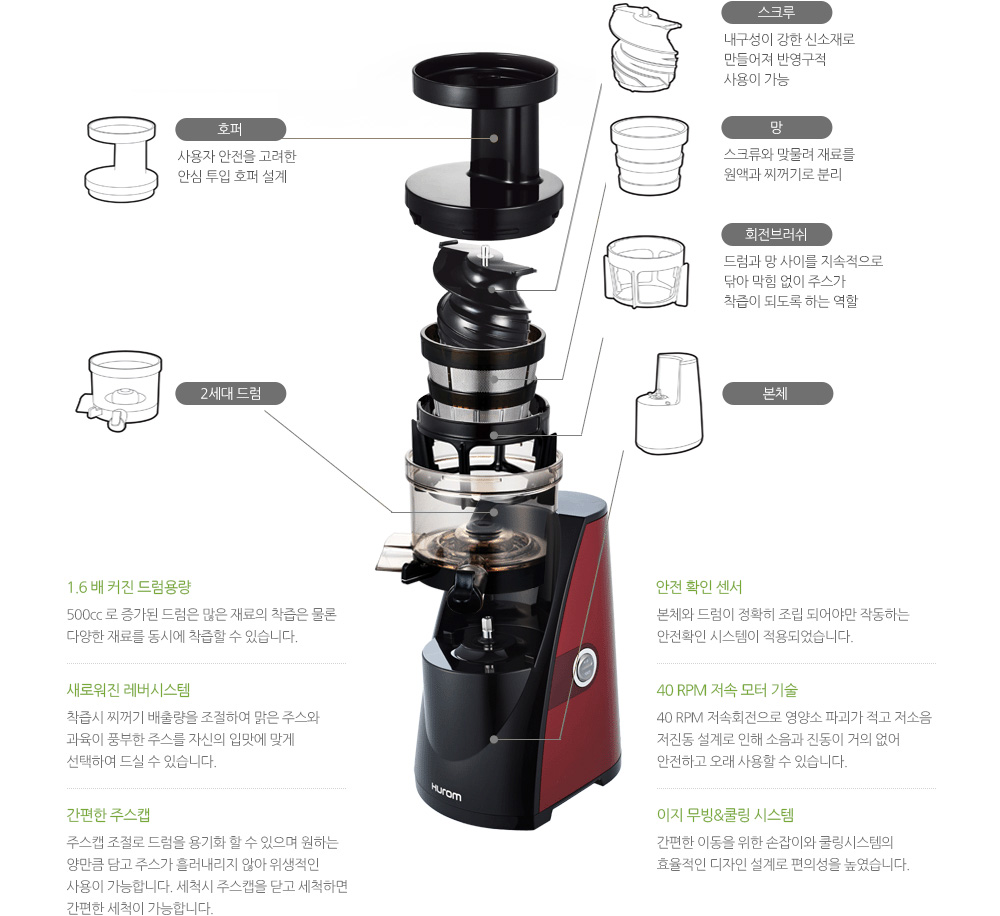 스크루
내구성이 강한 신소재로
만들어져 반영구적
사용이 가능
호퍼
사용자 안전을 고려한
안심 투입 호퍼 설계
망
스크류와 맞물려 재료를
원액과 찌꺼기로 분리
회전브러쉬
드럼과 망 사이를 지속적으로
닦아 막힘 없이 주스가
착즙이 되도록 하는 역할
2세대 드럼
본체
1.6 배 커진 드럼용량
500cc 로 증가된 드럼은 많은 재료의 착즙은 물론
다양한 재료를 동시에 착즙할 수 있습니다.
새로워진 레버시스템
착즙시 찌꺼기 배출량을 조절하여 맑은 주스와
과육이 풍부한 주스를 자신의 입맛에 맞게
선택하여 드실 수 있습니다.
간편한 주스캡
주스캡 조절로 드럼을 용기화 할 수 있으며 원하는
양만큼 담고 주스가 흘러내리지 않아 위생적인
사용이 가능합니다. 세척시 주스캡을 닫고 세척하면
간편한 세척이 가능합니다.
안전 확인 센서
본체와 드럼이 정확히 조립 되어야만 작동하는
안전확인 시스템이 적용되었습니다.
40 RPM 저속 모터 기술
40 RPM 저속회전으로 영양소 파괴가 적고 저소음
저진동 설계로 인해 소음과 진동이 거의 없어
안전하고 오래 사용할 수 있습니다.
이지 무빙&쿨링 시스템
간편한 이동을 위한 손잡이와 쿨링시스템의
효율적인 디자인 설계로 편의성을 높였습니다.
Hurom